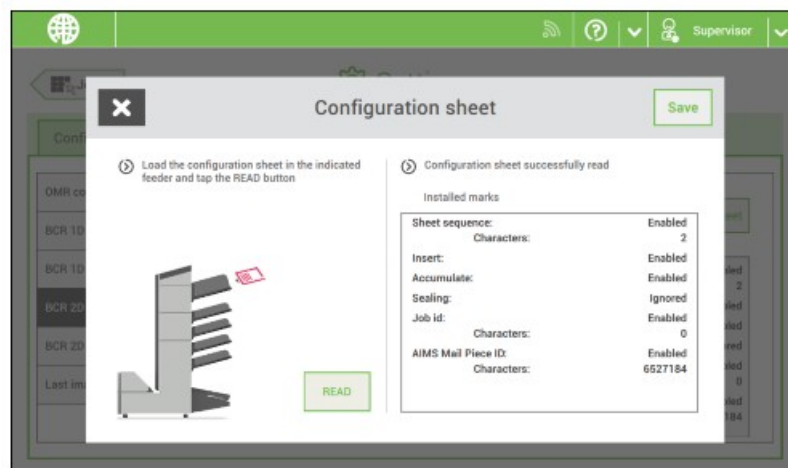 Supervisor
Configuration sheet
Save
Load the configuration sheet in the indicated
feeder and tap the READ button
READ
Configuration sheet successfully read
Installed marks
Sheet sequence: Enabled
Characters: 2
Insert: Enabled
Accumulate: Enabled
Sealing: Ignored
Job id: Enabled
Characters: 0
AIMS Mail Piece ID: Enabled
Characters: 6527184
OMR
BCR 1D
BCR 1D
BCR 2D
BCR 2D
Last
2
0
184